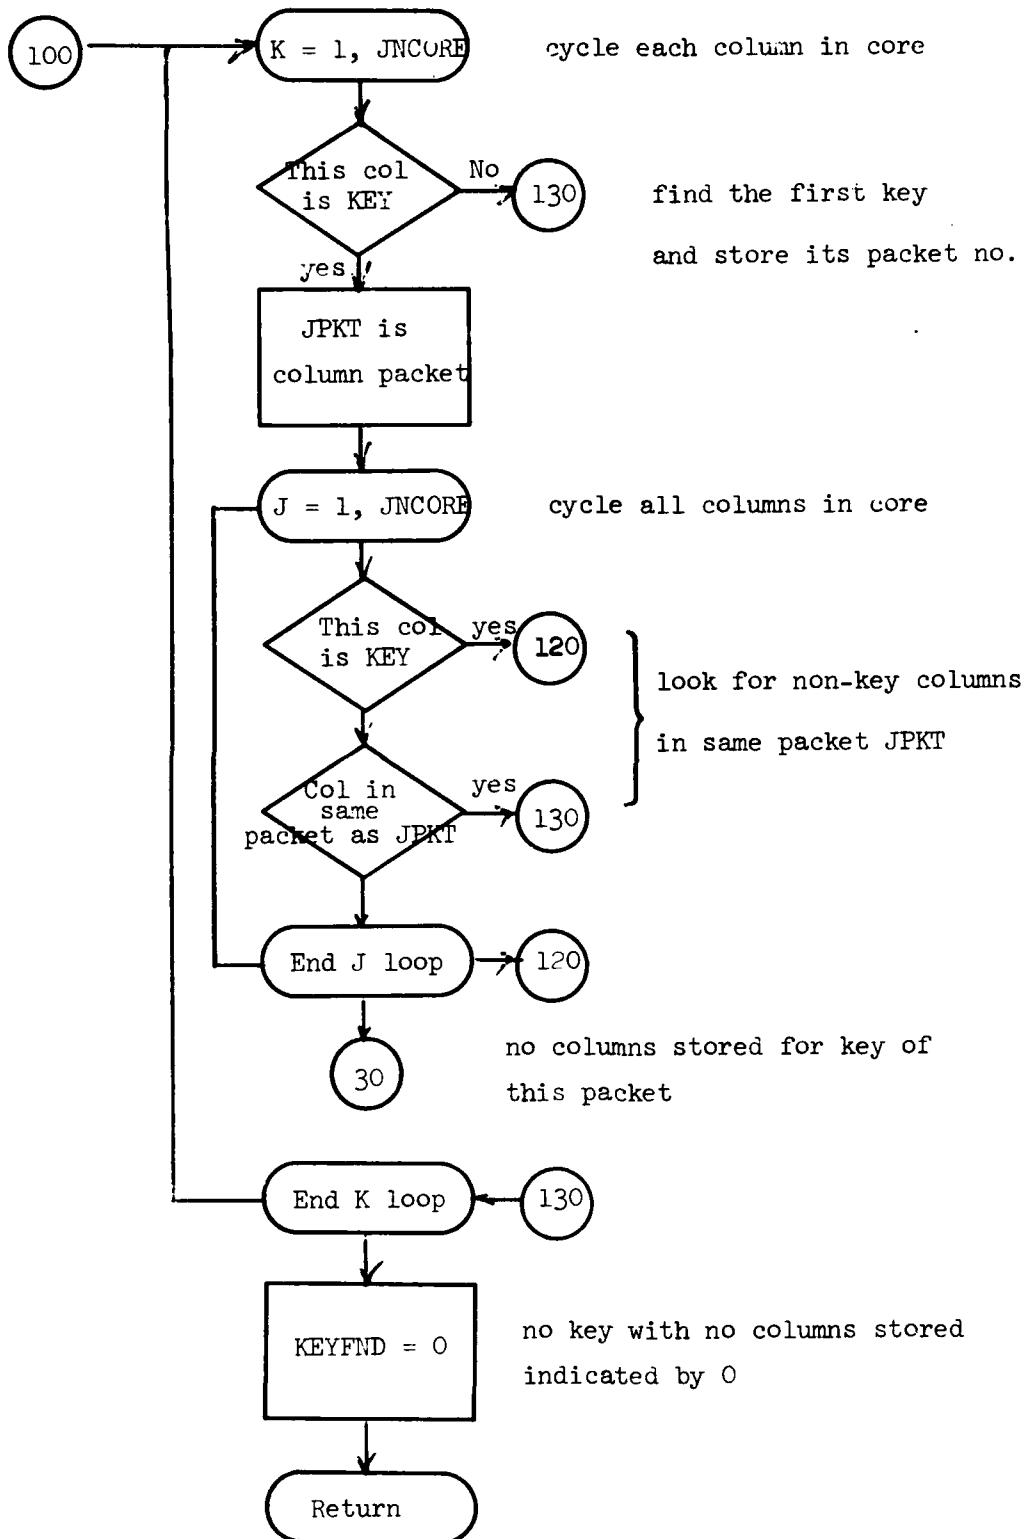 100
K = 1, JNCORE
cycle each column in core
This col
is KEY
No
130
find the first key
and store its packet no.
yes
JPKT is
column packet
J = 1, JNCORE
cycle all columns in core
This col
is KEY
yes
120
look for non-key columns
in same packet JPKT
Col in
same
packet as JPKT
yes
130
End J loop
120
30
no columns stored for key of
this packet
End K loop
130
KEYFND = 0
no key with no columns stored
indicated by 0
Return